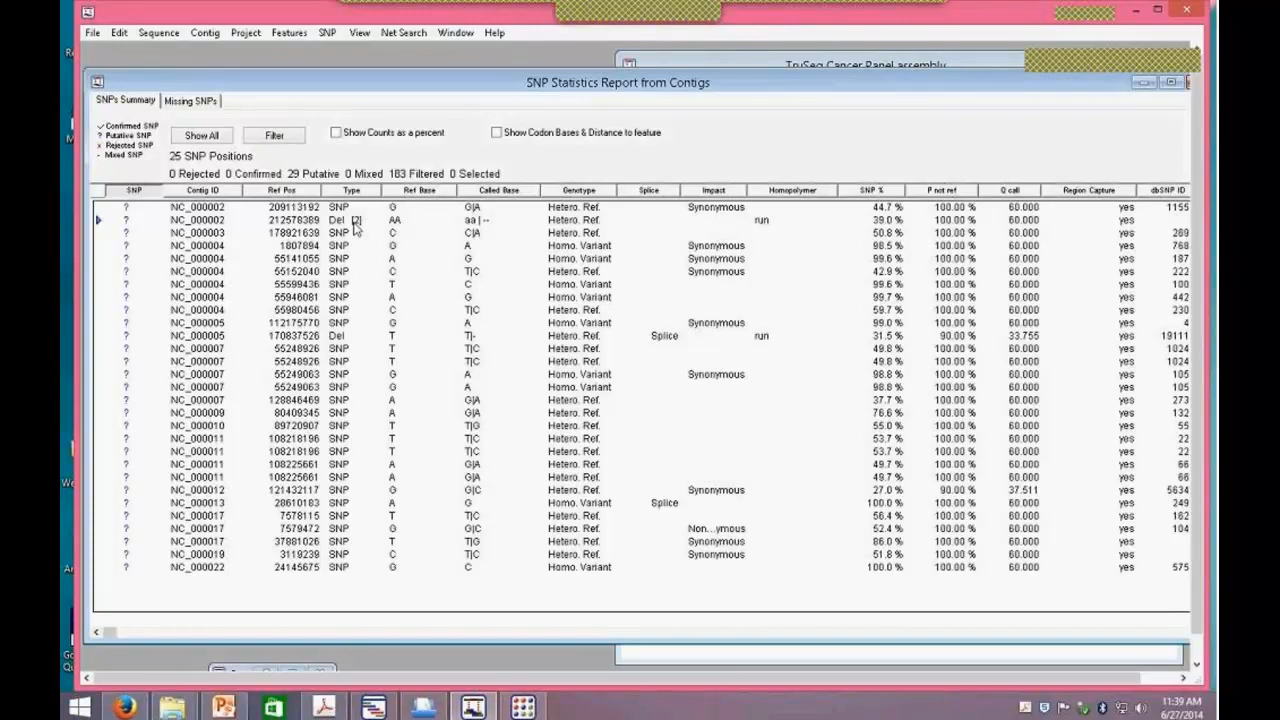 File Edit Sequence Contig Project Features SNP View Net Search Window Help
TruSeq Cancer Panel assembly
SNP Statistics Report from Contigs
SNPs Summary Missing SNPs
✓ Confirmed SNP
? Putative SNP
x Rejected SNP
- Mixed SNP
Show All Filter Show Counts as a percent Show Codon Bases & Distance to feature
25 SNP Positions
0 Rejected 0 Confirmed 29 Putative 0 Mixed 183 Filtered 0 Selected
SNP Contig ID Ref Pos Type Ref Base Called Base Genotype Splice Impact Homopolymer SNP % P not ref Q call Region Capture dbSNP ID
? NC_000002 209113192 SNP G G|A Hetero. Ref. Synonymous 44.7 % 100.00 % 60.000 yes 1155
? NC_000002 212578389 Del [2] AA aa|-- Hetero. Ref. run 39.0 % 100.00 % 60.000 yes
? NC_000003 178921639 SNP C C|A Hetero. Ref. 50.8 % 100.00 % 60.000 yes 269
? NC_000004 1807894 SNP G A Homo. Variant Synonymous 98.5 % 100.00 % 60.000 yes 768
? NC_000004 55141055 SNP A G Homo. Variant Synonymous 99.6 % 100.00 % 60.000 yes 187
? NC_000004 55152040 SNP C T|C Hetero. Ref. Synonymous 42.9 % 100.00 % 60.000 yes 222
? NC_000004 55599436 SNP T C Homo. Variant 99.6 % 100.00 % 60.000 yes 100
? NC_000004 55946081 SNP A G Homo. Variant 99.7 % 100.00 % 60.000 yes 442
? NC_000004 55980456 SNP C T|C Hetero. Ref. 59.7 % 100.00 % 60.000 yes 230
? NC_000005 112175770 SNP G A Homo. Variant Synonymous 99.0 % 100.00 % 60.000 yes 4
? NC_000005 170837526 Del T T|- Hetero. Ref. Splice run 31.5 % 90.00 % 33.755 yes 19111
? NC_000007 55248926 SNP T T|C Hetero. Ref. 49.8 % 100.00 % 60.000 yes 1024
? NC_000007 55248926 SNP T T|C Hetero. Ref. 49.8 % 100.00 % 60.000 yes 1024
? NC_000007 55249063 SNP G A Homo. Variant Synonymous 98.8 % 100.00 % 60.000 yes 105
? NC_000007 55249063 SNP G A Homo. Variant 98.8 % 100.00 % 60.000 yes 105
? NC_000007 128846469 SNP A G|A Hetero. Ref. 37.7 % 100.00 % 60.000 yes 273
? NC_000009 80409345 SNP A G|A Hetero. Ref. 76.6 % 100.00 % 60.000 yes 132
? NC_000010 89720907 SNP T T|G Hetero. Ref. 55.0 % 100.00 % 60.000 yes 55
? NC_000011 108218196 SNP T T|C Hetero. Ref. 53.7 % 100.00 % 60.000 yes 22
? NC_000011 108218196 SNP T T|C Hetero. Ref. 53.7 % 100.00 % 60.000 yes 22
? NC_000011 108225661 SNP A G|A Hetero. Ref. 49.7 % 100.00 % 60.000 yes 66
? NC_000011 108225661 SNP A G|A Hetero. Ref. 49.7 % 100.00 % 60.000 yes 66
? NC_000012 121432117 SNP G G|C Hetero. Ref. Synonymous 27.0 % 90.00 % 37.511 yes 5634
? NC_000013 28610183 SNP A G Homo. Variant Splice 100.0 % 100.00 % 60.000 yes 249
? NC_000017 7578115 SNP T T|C Hetero. Ref. 56.4 % 100.00 % 60.000 yes 162
? NC_000017 7579472 SNP G G|C Hetero. Ref. Non...ymous 52.4 % 100.00 % 60.000 yes 104
? NC_000017 37881026 SNP T T|G Hetero. Ref. Synonymous 86.0 % 100.00 % 60.000 yes
? NC_000019 3119239 SNP C T|C Hetero. Ref. Synonymous 51.8 % 100.00 % 60.000 yes
? NC_000022 24145675 SNP G C Homo. Variant 100.0 % 100.00 % 60.000 yes 575
11:39 AM
6/27/2014